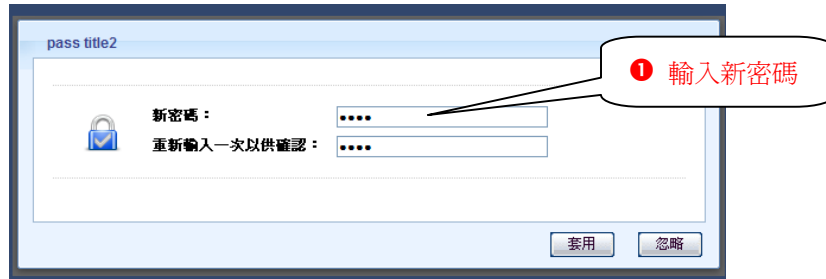 pass title2
❶ 輸入新密碼
新密碼： ••••
重新輸入一次以供確認： ••••
套用 忽略